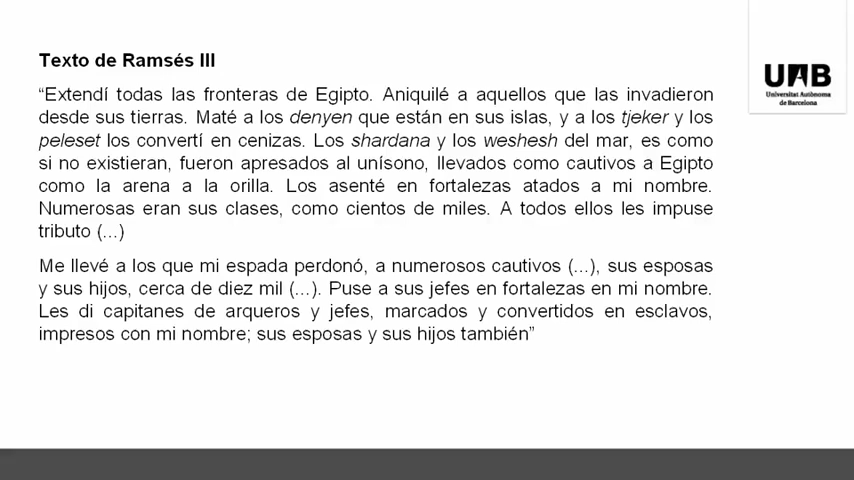 Texto de Ramsés III
“Extendí todas las fronteras de Egipto. Aniquilé a aquellos que las invadieron
desde sus tierras. Maté a los denyen que están en sus islas, y a los tjeker y los
peleset los convertí en cenizas. Los shardana y los weshesh del mar, es como
si no existieran, fueron apresados al unísono, llevados como cautivos a Egipto
como la arena a la orilla. Los asenté en fortalezas atados a mi nombre.
Numerosas eran sus clases, como cientos de miles. A todos ellos les impuse
tributo (...)
Me llevé a los que mi espada perdonó, a numerosos cautivos (...), sus esposas
y sus hijos, cerca de diez mil (...). Puse a sus jefes en fortalezas en mi nombre.
Les di capitanes de arqueros y jefes, marcados y convertidos en esclavos,
impresos con mi nombre; sus esposas y sus hijos también”
UAB
Universitat Autònoma
de Barcelona